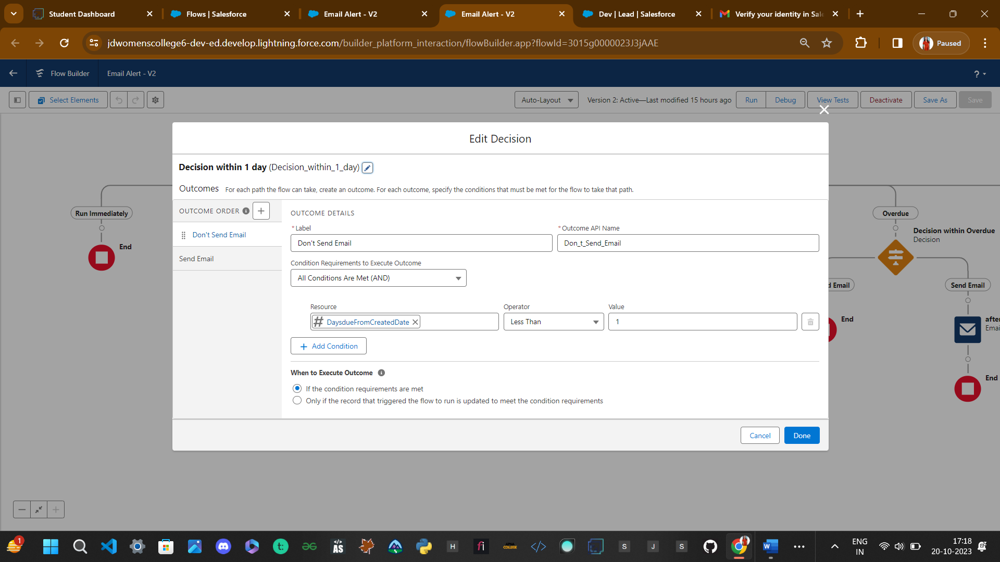 Student Dashboard
Flows | Salesforce
Email Alert - V2
Email Alert - V2
Dev | Lead | Salesforce
Verify your identity in Sale
jdwomenscollege6-dev-ed.develop.lightning.force.com/builder_platform_interaction/flowBuilder.app?flowId=3015g0000023J3jAAE
Paused
Flow Builder
Email Alert - V2
?
Select Elements
Auto-Layout
Version 2: Active—Last modified 15 hours ago
Run
Debug
View Tests
Deactivate
Save As
Save
Edit Decision
Decision within 1 day (Decision_within_1_day)
Outcomes
For each path the flow can take, create an outcome. For each outcome, specify the conditions that must be met for the flow to take that path.
OUTCOME ORDER
Don't Send Email
Send Email
OUTCOME DETAILS
*Label
Don't Send Email
*Outcome API Name
Don_t_Send_Email
Condition Requirements to Execute Outcome
All Conditions Are Met (AND)
Resource
Operator
Value
# DaysdueFromCreatedDate
Less Than
1
+ Add Condition
When to Execute Outcome
If the condition requirements are met
Only if the record that triggered the flow to run is updated to meet the condition requirements
Cancel
Done
Run Immediately
End
Overdue
Decision within Overdue
Decision
d Email
Send Email
End
after
Emai
End
1
t:
AS
H
fi
APNA
COLLEGE
S
J
S
W
ENG
IN
17:18
20-10-2023